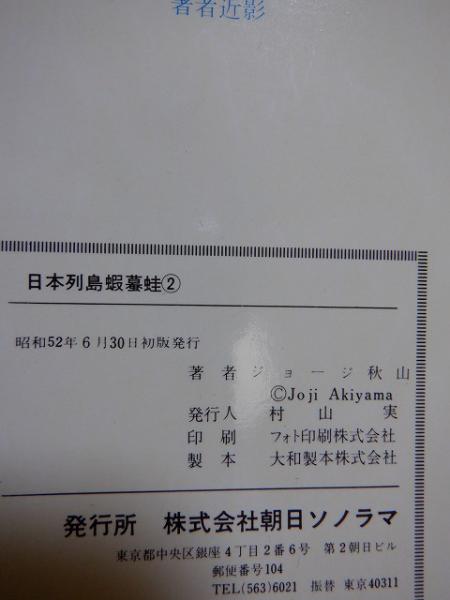 著者近影
日本列島蝦蟇蛙②
昭和52年6月30日初版発行
著者 ジョージ秋山
©Joji Akiyama
発行人 村山実
印刷 フォト印刷株式会社
製本 大和製本株式会社
発行所 株式会社朝日ソノラマ
東京都中央区銀座4丁目2番6号 第2朝日ビル
郵便番号104
TEL(563)6021 振替 東京40311